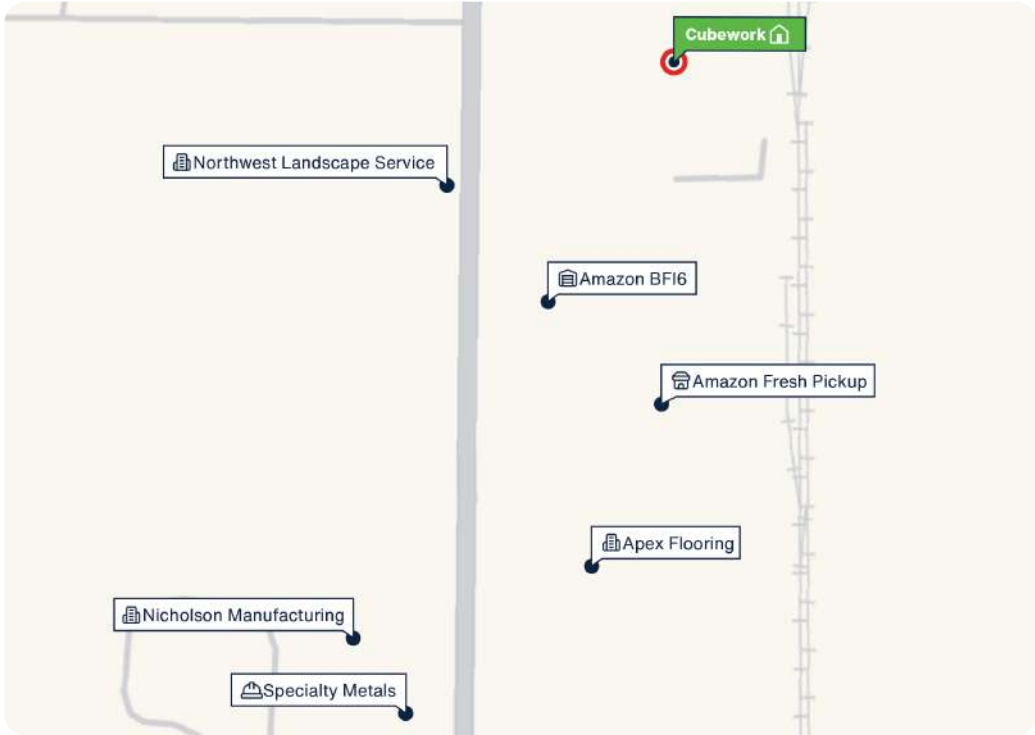 Cubework
Northwest Landscape Service
Amazon BFI6
Amazon Fresh Pickup
Apex Flooring
Nicholson Manufacturing
Specialty Metals